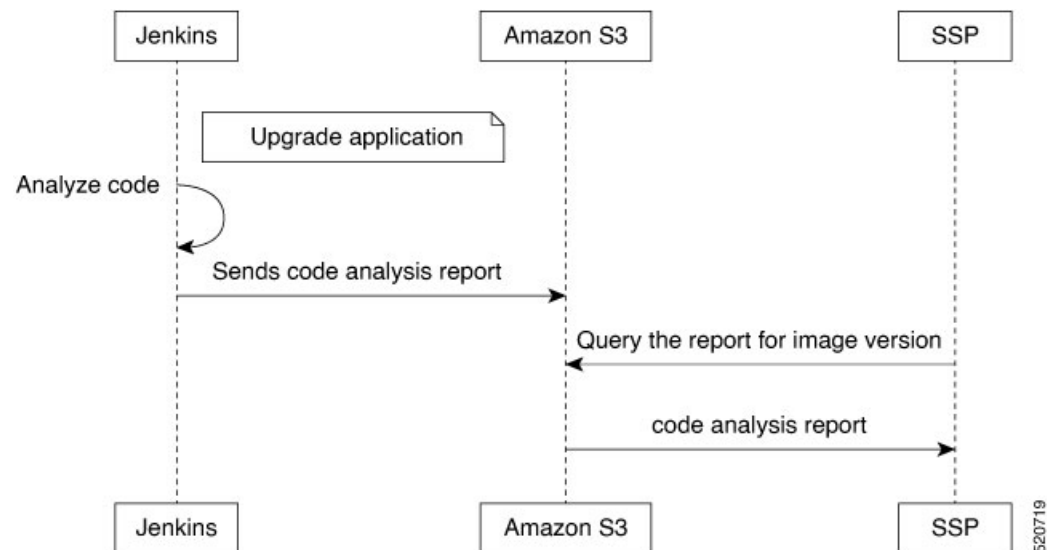 Jenkins
Amazon S3
SSP
Upgrade application
Analyze code
Sends code analysis report
Query the report for image version
code analysis report
Jenkins
Amazon S3
SSP
520719